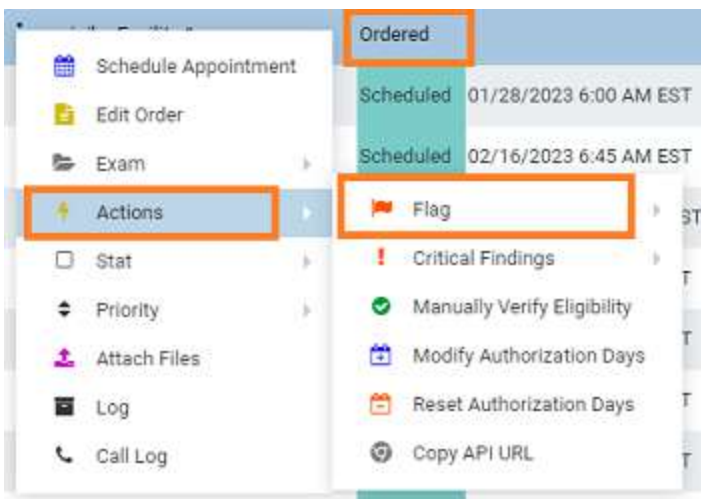 Ordered
Scheduled 01/28/2023 6:00 AM EST
Scheduled 02/16/2023 6:45 AM EST
Schedule Appointment
Edit Order
Exam
Actions
Stat
Priority
Attach Files
Log
Call Log
Flag
Critical Findings
Manually Verify Eligibility
Modify Authorization Days
Reset Authorization Days
Copy API URL